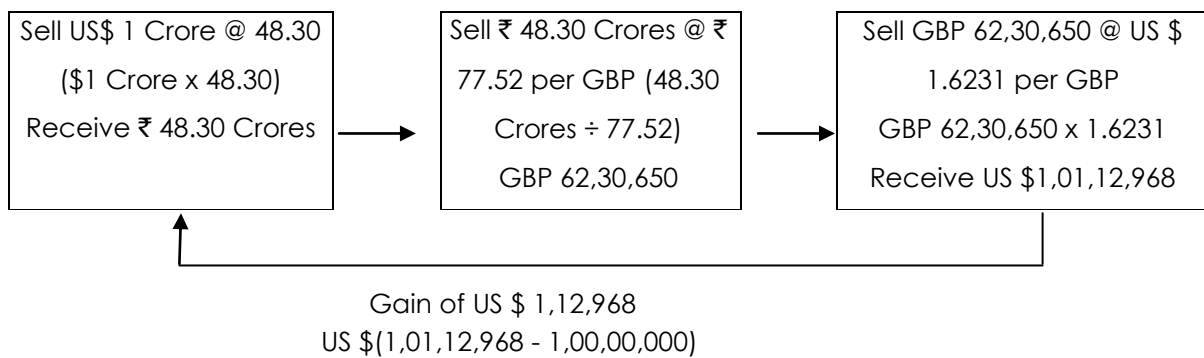 Sell US$ 1 Crore @ 48.30
($1 Crore x 48.30)
Receive ₹ 48.30 Crores
Sell ₹ 48.30 Crores @ ₹
77.52 per GBP (48.30
Crores ÷ 77.52)
GBP 62,30,650
Sell GBP 62,30,650 @ US $
1.6231 per GBP
GBP 62,30,650 x 1.6231
Receive US $1,01,12,968
Gain of US $ 1,12,968
US $(1,01,12,968 - 1,00,00,000)